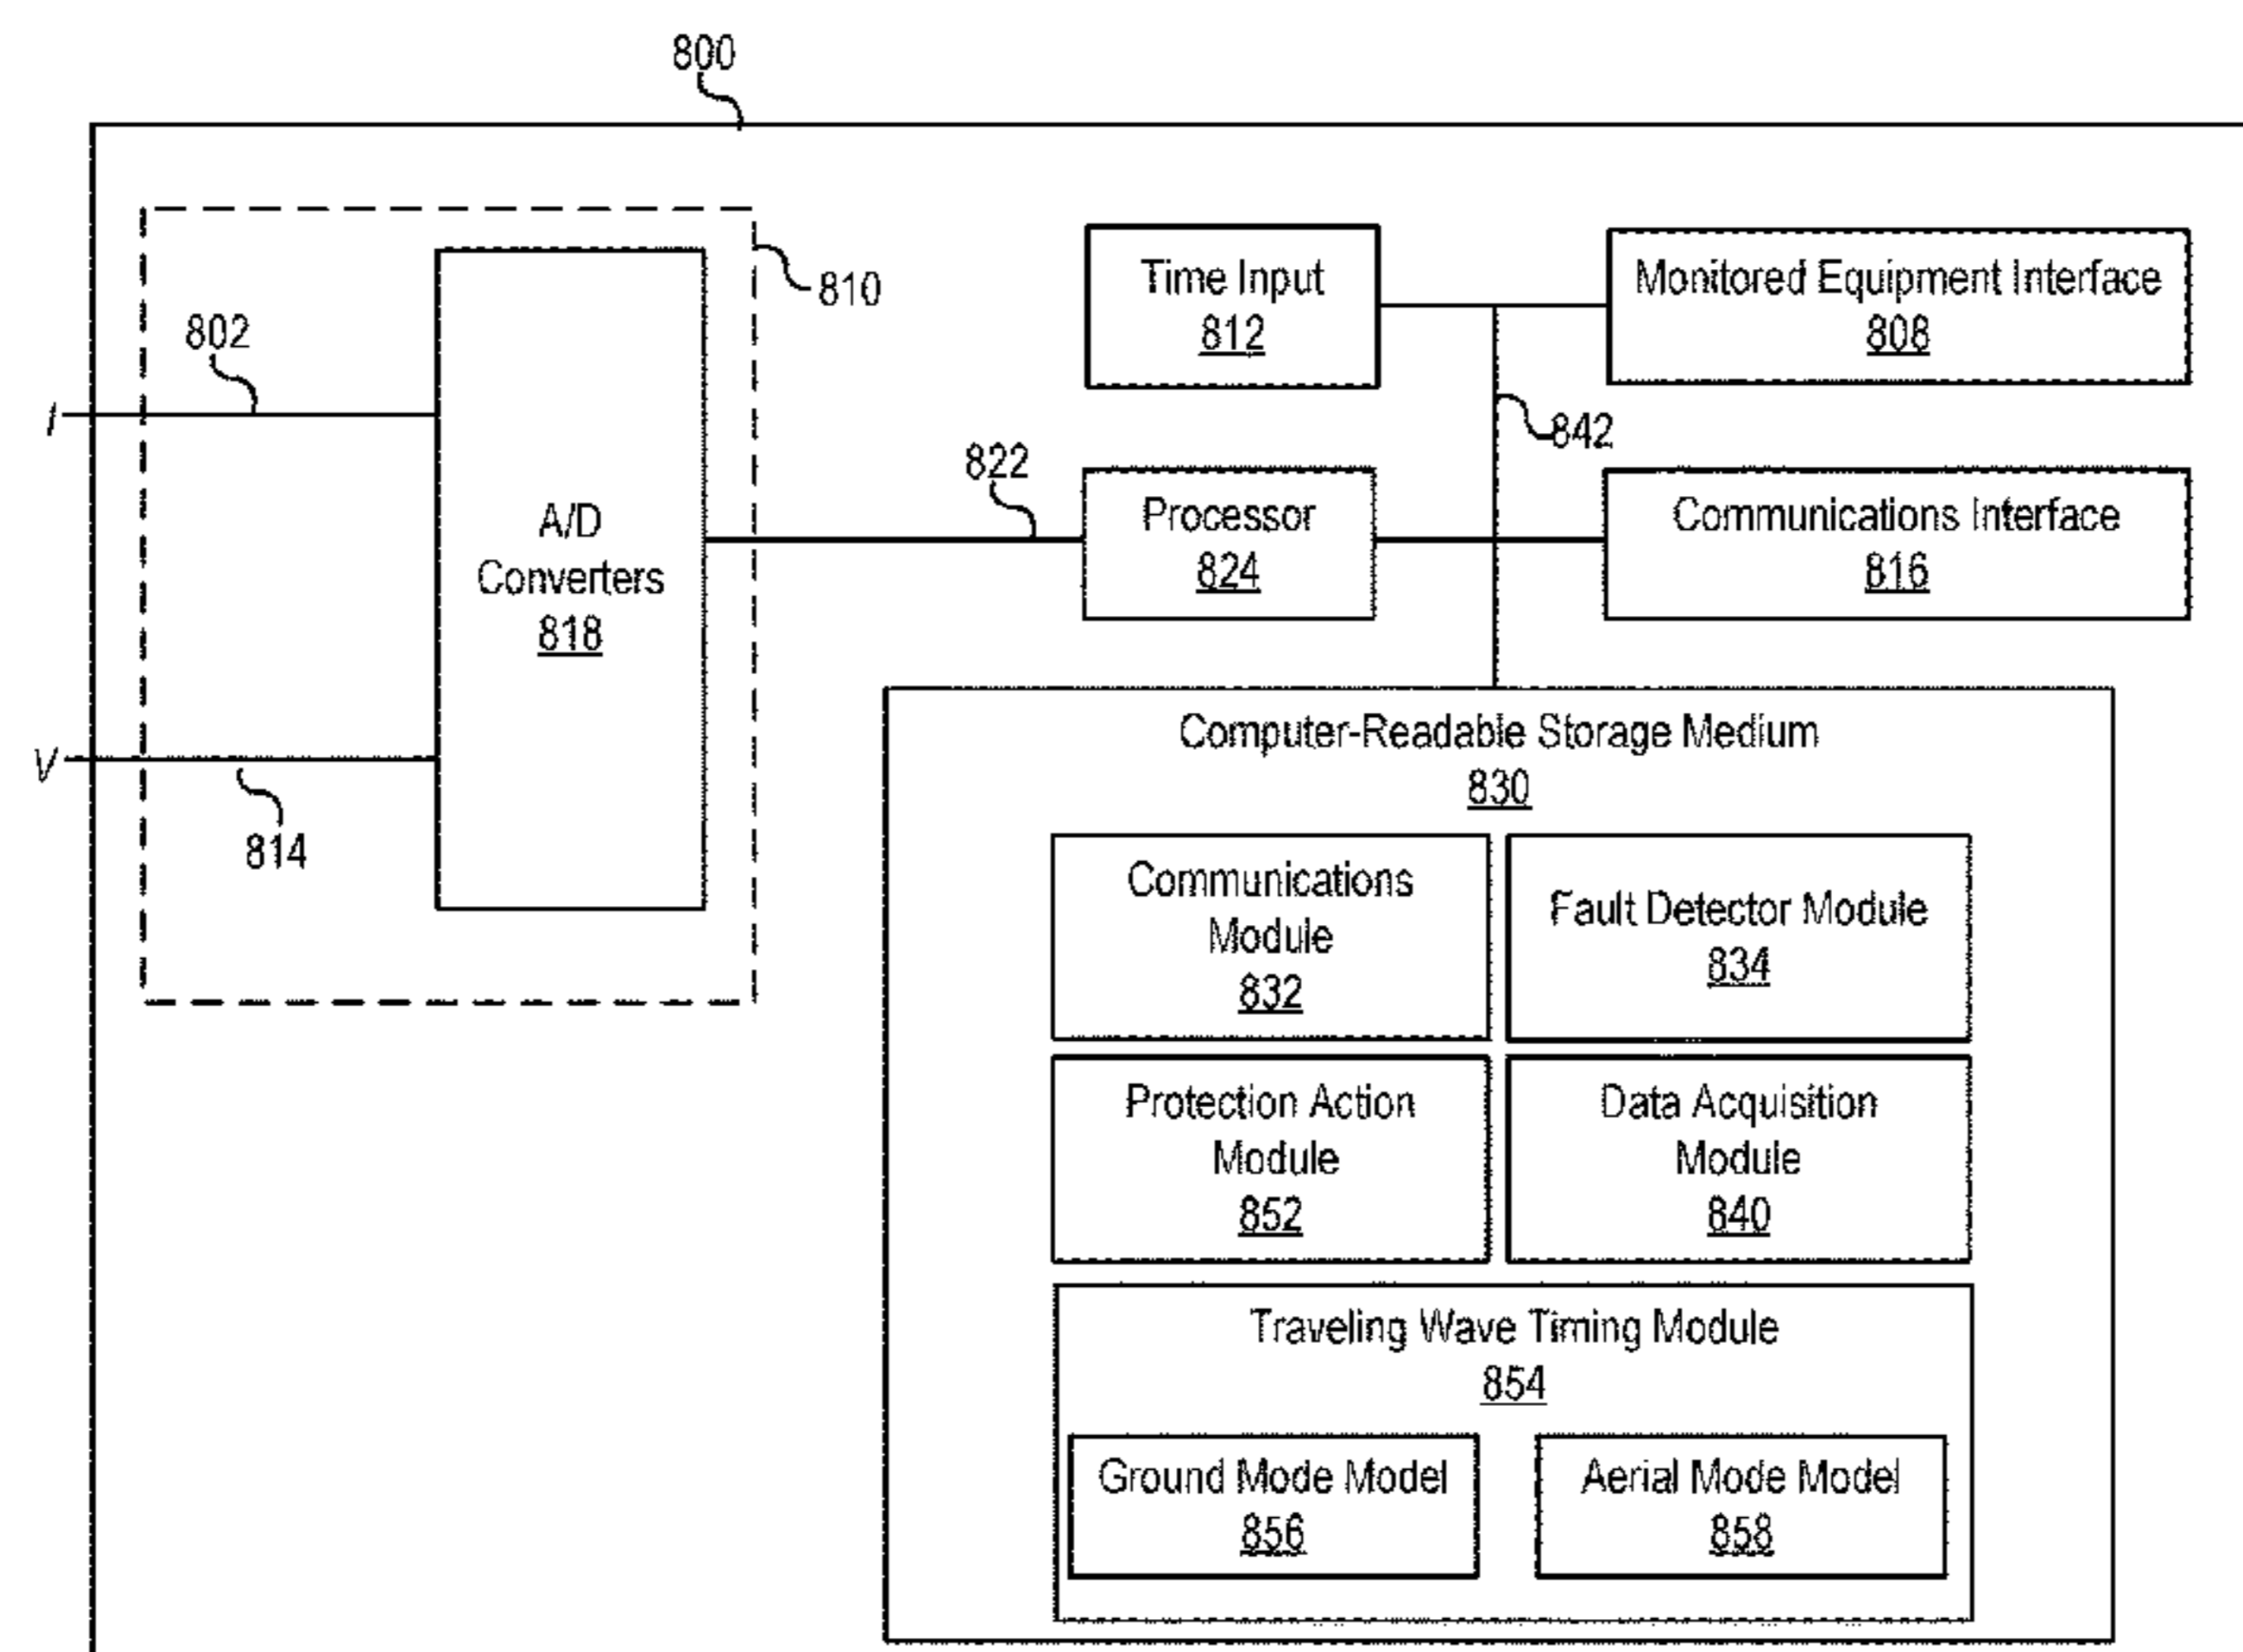 800
810
802
I
A/D
Converters
818
V
814
822
Time Input
812
Monitored Equipment Interface
808
842
Processor
824
Communications Interface
816
Computer-Readable Storage Medium
830
Communications
Module
832
Fault Detector Module
834
Protection Action
Module
852
Data Acquisition
Module
840
Traveling Wave Timing Module
854
Ground Mode Model
856
Aerial Mode Model
858